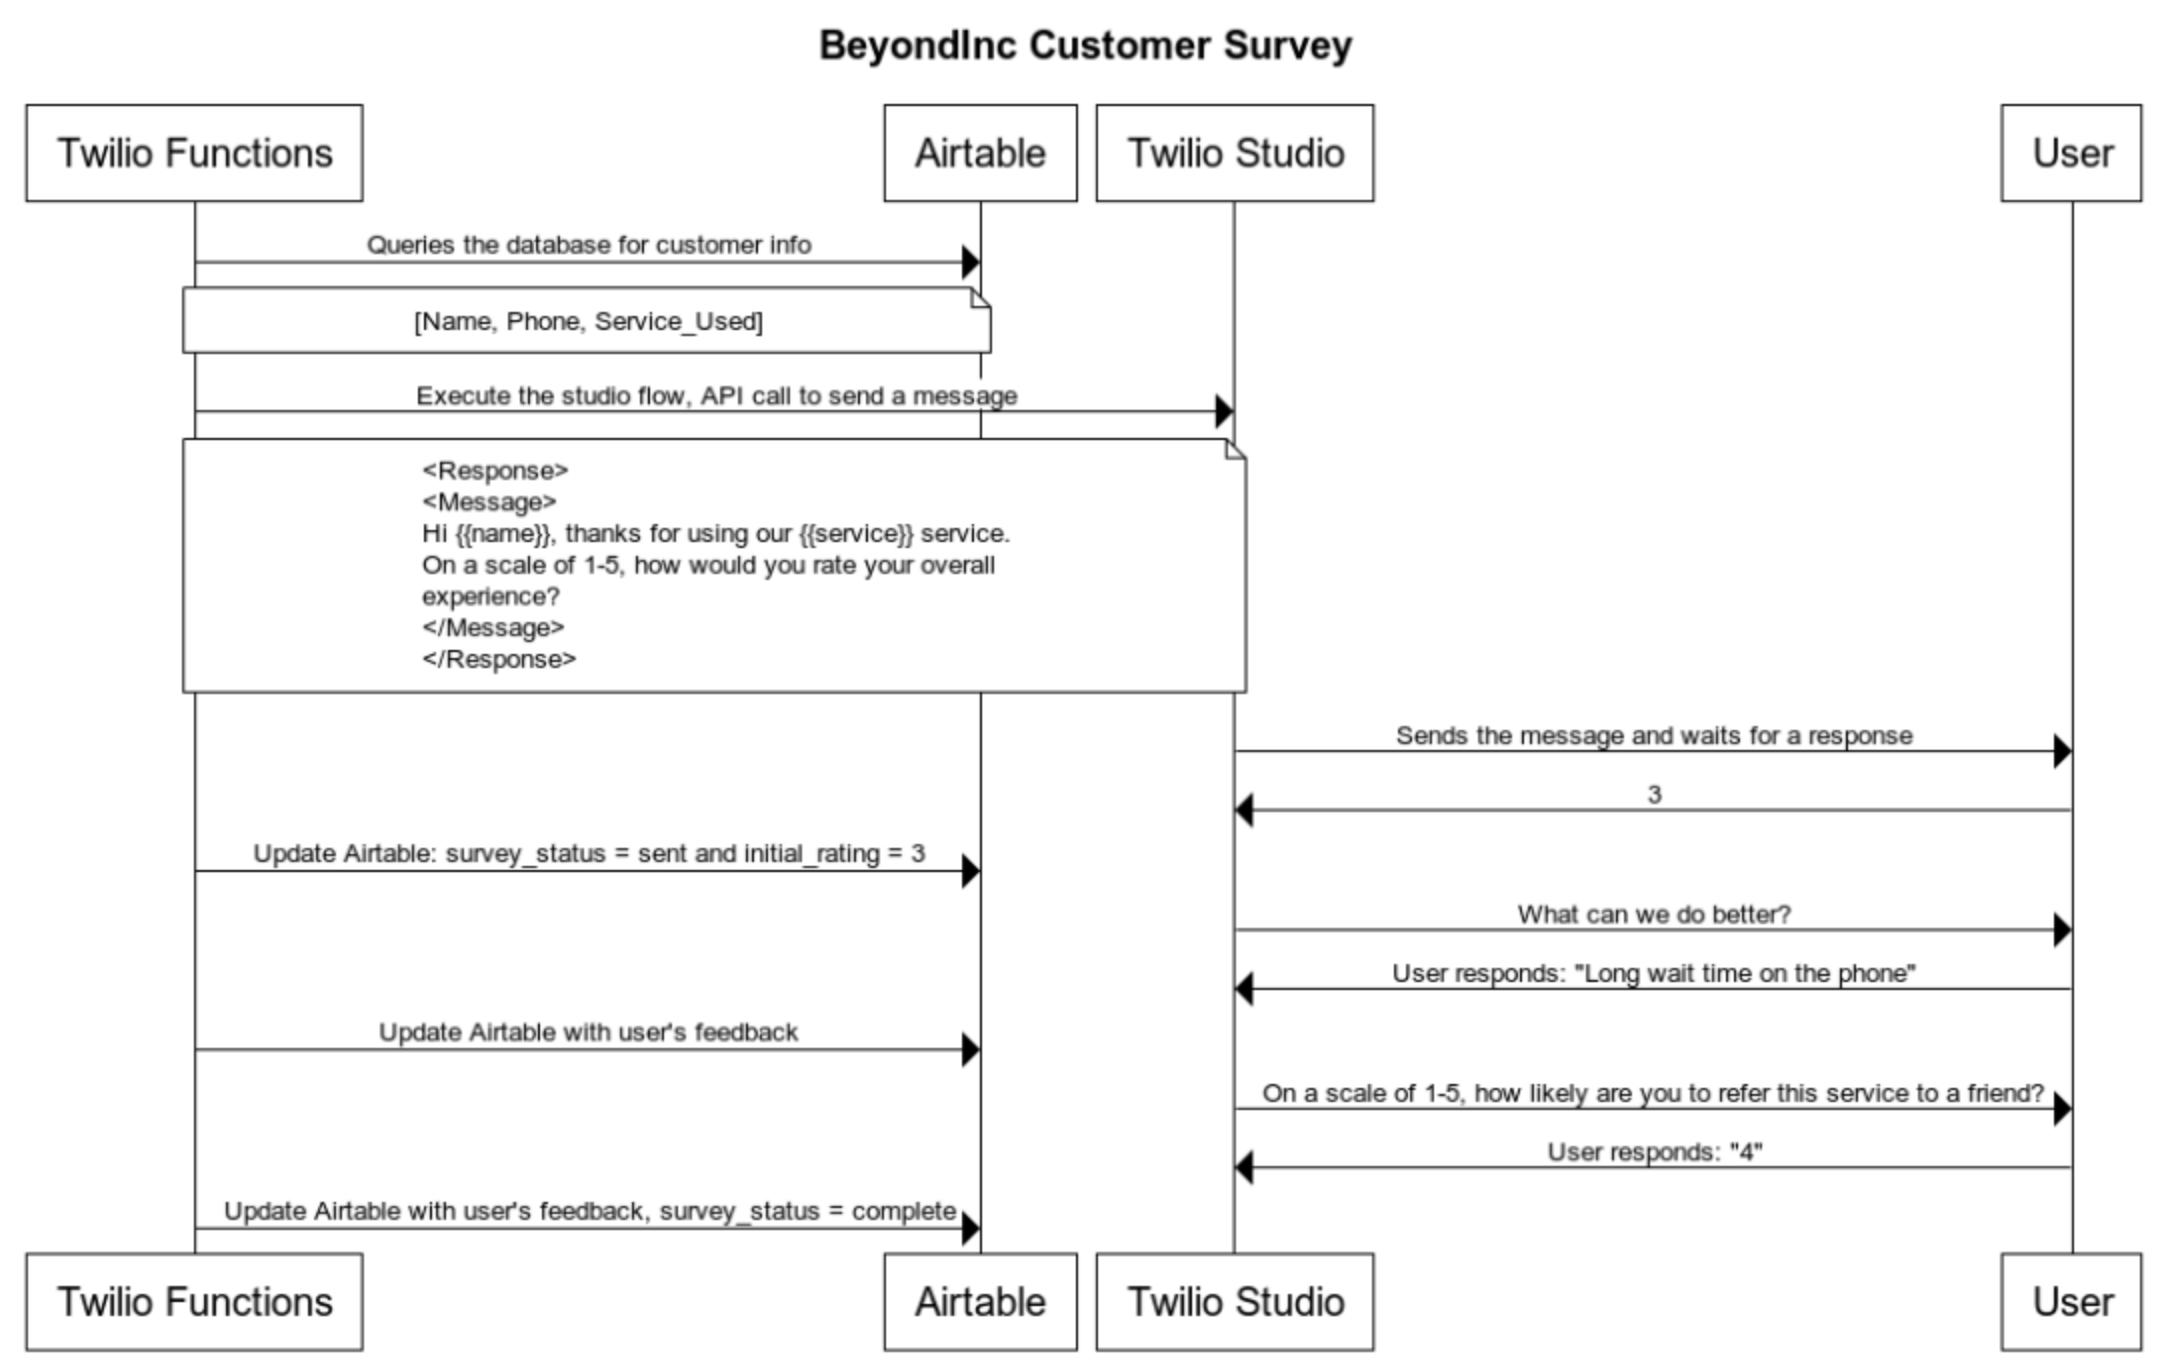 BeyondInc Customer Survey
Twilio Functions
Airtable
Twilio Studio
User
Queries the database for customer info
[Name, Phone, Service_Used]
Execute the studio flow, API call to send a message
<Response>
<Message>
Hi {{name}}, thanks for using our {{service}} service.
On a scale of 1-5, how would you rate your overall
experience?
</Message>
</Response>
Sends the message and waits for a response
3
Update Airtable: survey_status = sent and initial_rating = 3
What can we do better?
User responds: "Long wait time on the phone"
Update Airtable with user's feedback
On a scale of 1-5, how likely are you to refer this service to a friend?
User responds: "4"
Update Airtable with user's feedback, survey_status = complete
Twilio Functions
Airtable
Twilio Studio
User